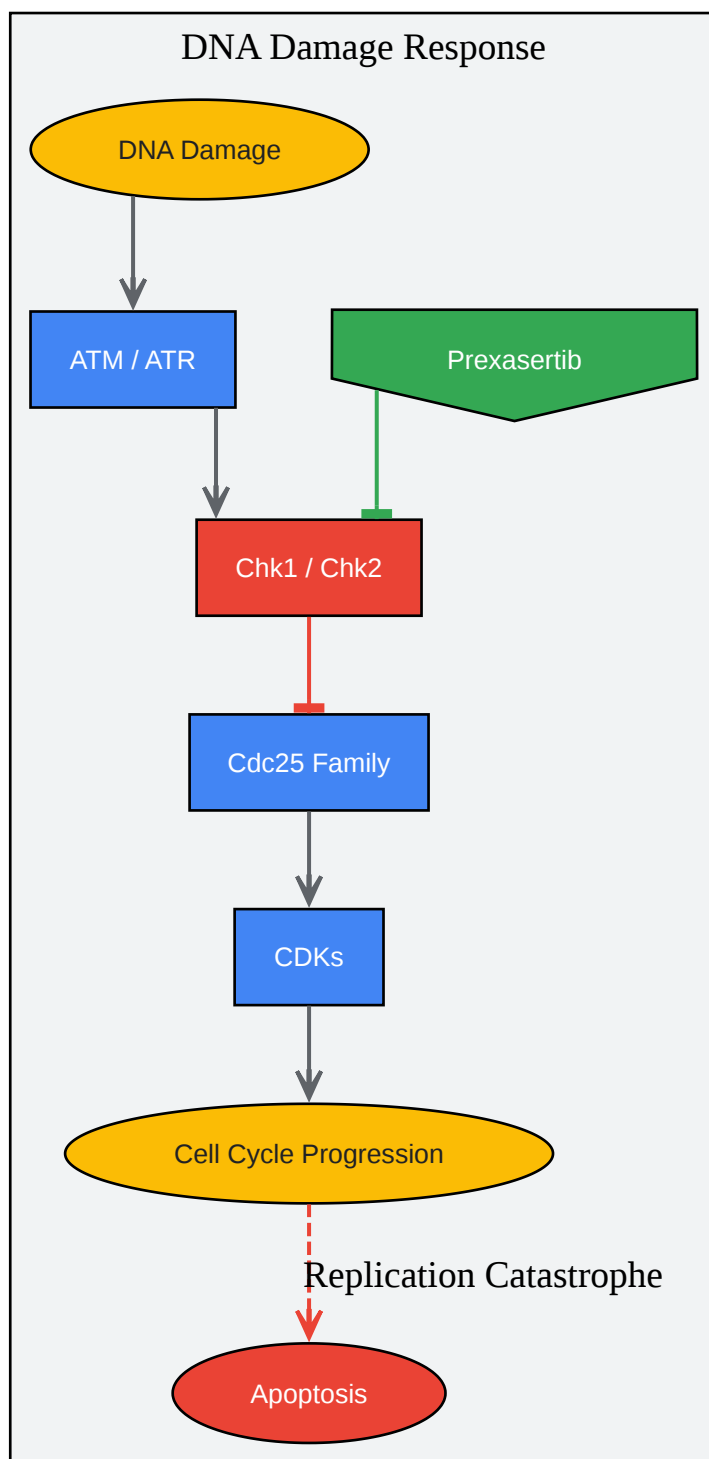 DNA Damage Response
DNA Damage
ATM / ATR
Prexasertib
Chk1 / Chk2
Cdc25 Family
CDKs
Cell Cycle Progression
Replication Catastrophe
Apoptosis